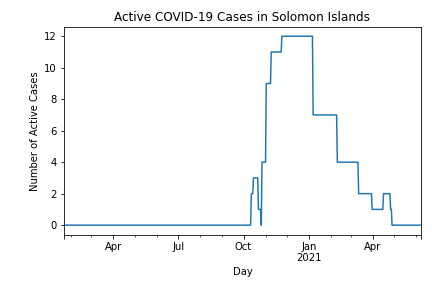 Active COVID-19 Cases in Solomon Islands
Number of Active Cases
12
10
8
6
4
2
0
Apr Jul Oct Jan Apr
2021
Day